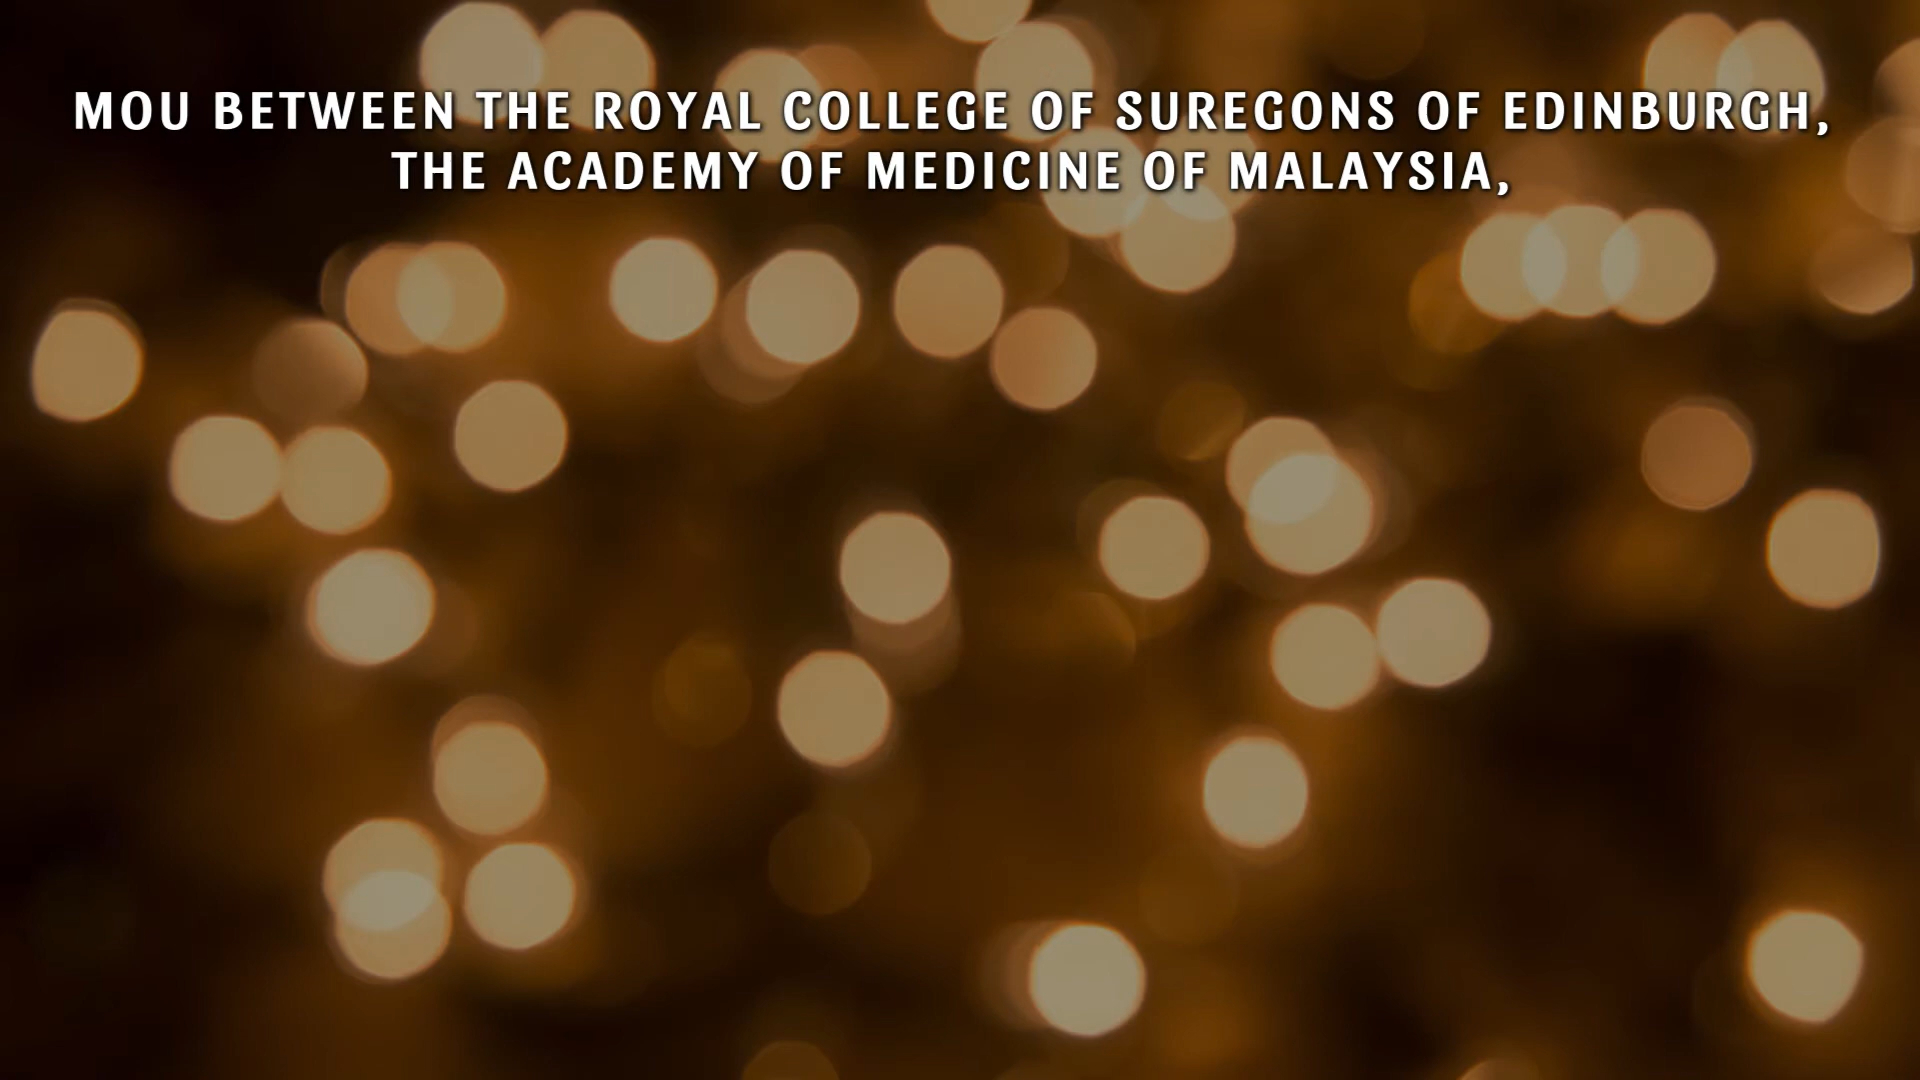 MOU BETWEEN THE ROYAL COLLEGE OF SUREGONS OF EDINBURGH,
THE ACADEMY OF MEDICINE OF MALAYSIA,